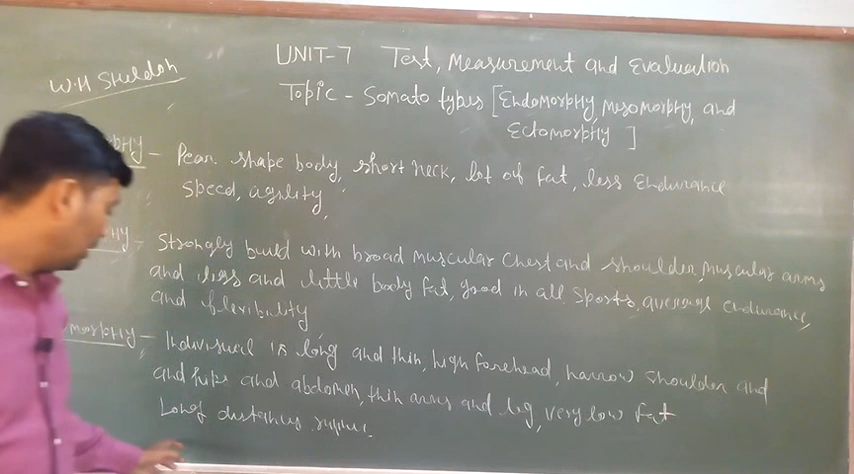 W.H Sheldon
UNIT-7 Test, Measurement and Evaluation
Topic - Somato types [Endomorphy, Mesomorphy, and
Ectomorphy ]
phy - Pear shape body, short neck, lot of fat, less Endurance
speed, agility,
hy - Strongly build with broad muscular chest and shoulder, muscular arms
and legs and little body fat, good in all sports, average endurance,
and flexibility
morphy - Individual is long and thin, high forehead, narrow shoulder and
and hips and abdomen, thin arms and leg, very low fat
Long distances